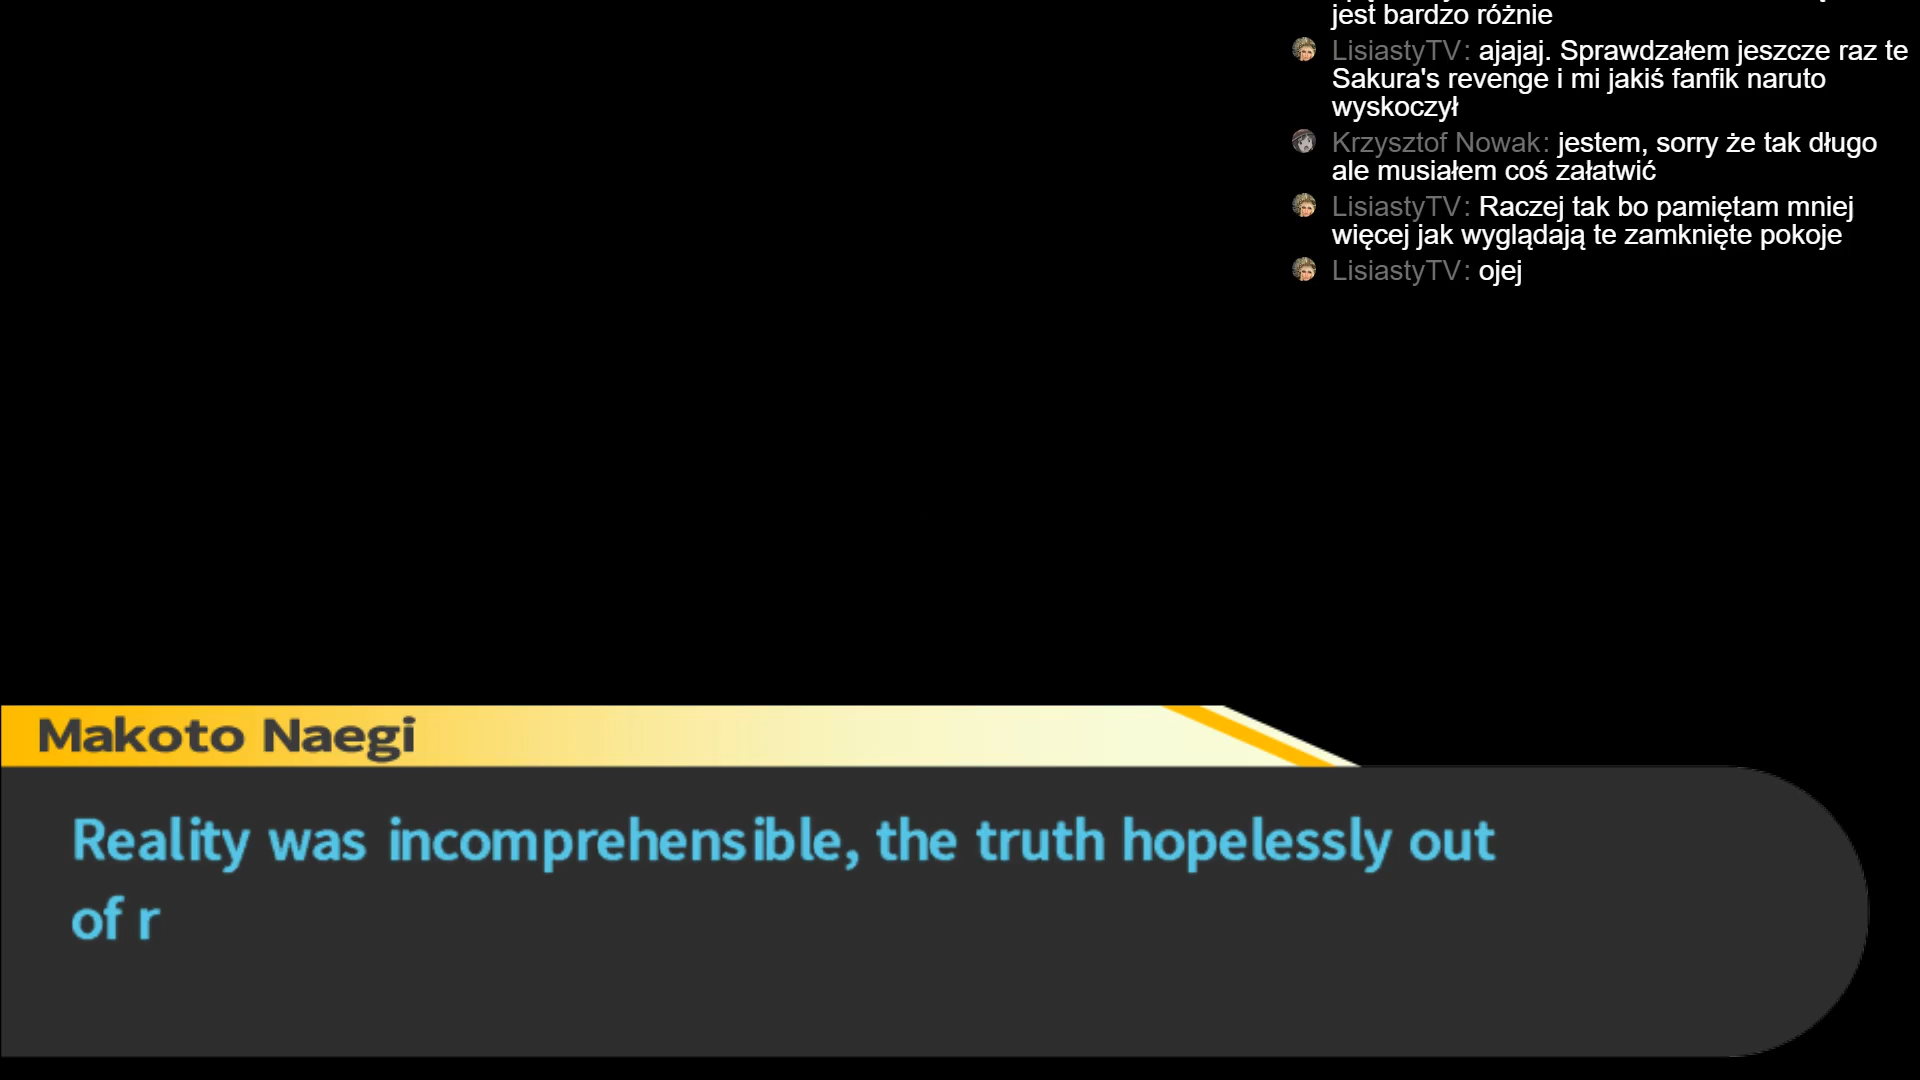 jest bardzo różnie
LisiastyTV: ajajaj. Sprawdzałem jeszcze raz te
Sakura's revenge i mi jakiś fanfik naruto
wyskoczył
Krzysztof Nowak: jestem, sorry że tak długo
ale musiałem coś załatwić
LisiastyTV: Raczej tak bo pamiętam mniej
więcej jak wyglądają te zamknięte pokoje
LisiastyTV: ojej
Makoto Naegi
Reality was incomprehensible, the truth hopelessly out
of r